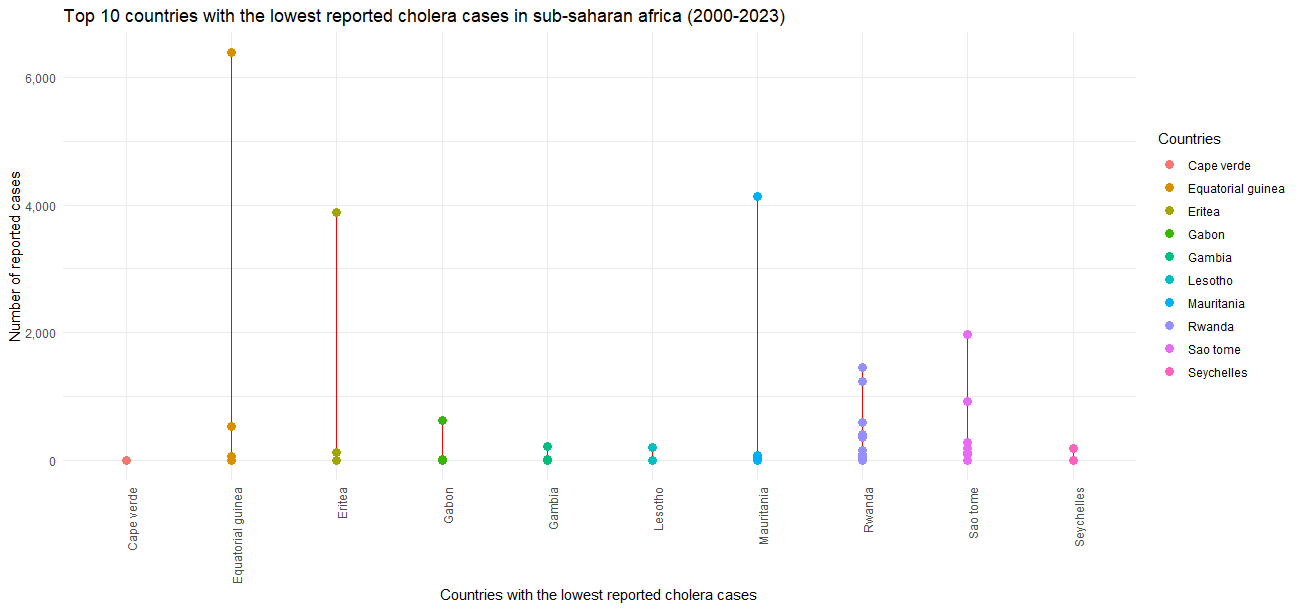 Top 10 countries with the lowest reported cholera cases in sub-saharan africa (2000-2023)
Number of reported cases
6,000
4,000
2,000
0
Cape verde
Equatorial guinea
Eritea
Gabon
Gambia
Lesotho
Mauritania
Rwanda
Sao tome
Seychelles
Countries with the lowest reported cholera cases
Countries
Cape verde
Equatorial guinea
Eritea
Gabon
Gambia
Lesotho
Mauritania
Rwanda
Sao tome
Seychelles